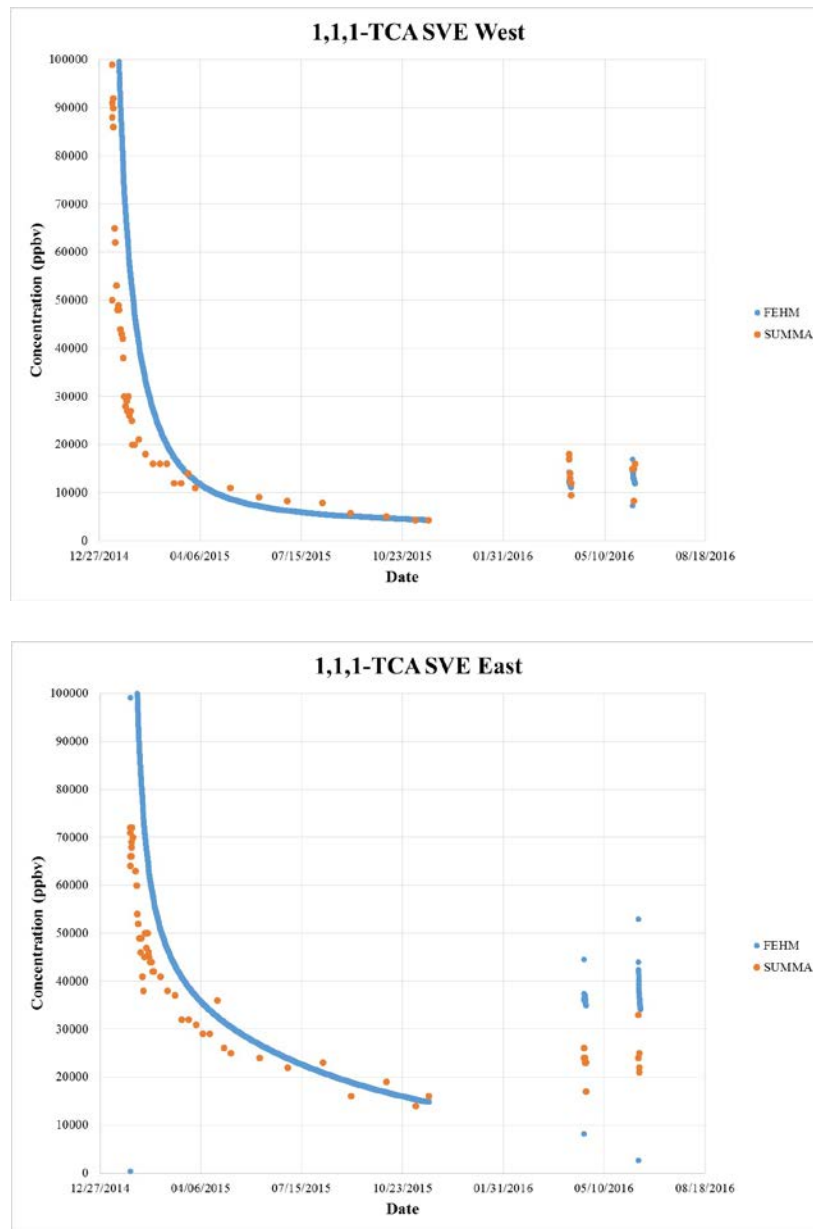 1,1,1-TCA SVE West
100000
90000
80000
70000
60000
50000
40000
30000
20000
10000
0
Concentration (ppbv)
FEHM
SUMMA
12/27/2014 04/06/2015 07/15/2015 10/23/2015 01/31/2016 05/10/2016 08/18/2016
Date
1,1,1-TCA SVE East
100000
90000
80000
70000
60000
50000
40000
30000
20000
10000
0
Concentration (ppbv)
FEHM
SUMMA
12/27/2014 04/06/2015 07/15/2015 10/23/2015 01/31/2016 05/10/2016 08/18/2016
Date